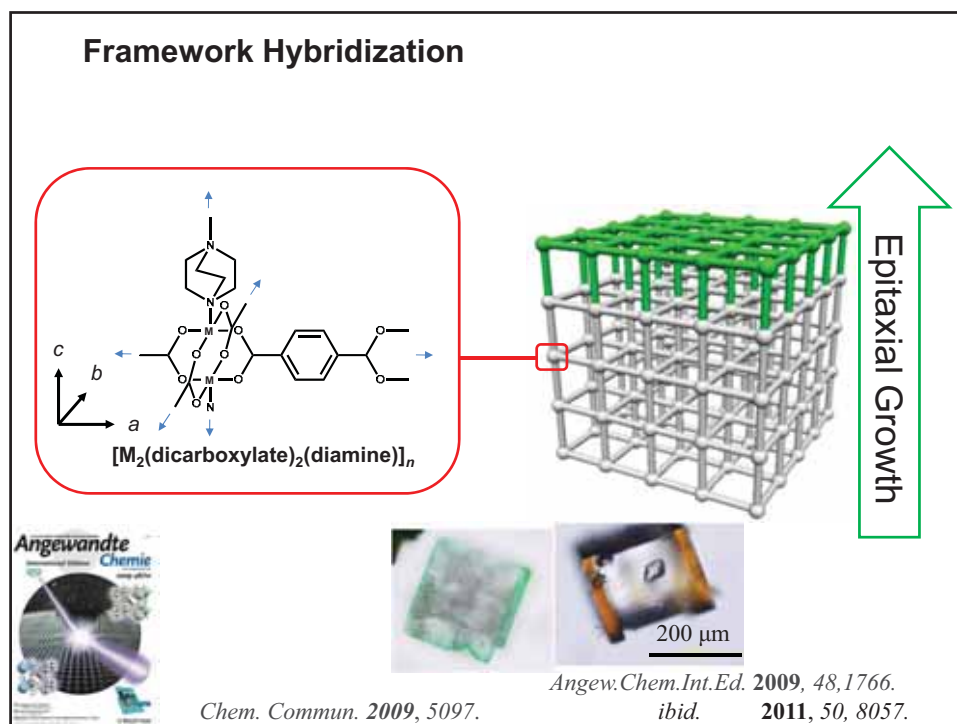 Framework Hybridization
N
N
O
M
O
O
O
O
O
O
M
O
O
O
N
c
b
a
[M₂(dicarboxylate)₂(diamine)]ₙ
Epitaxial Growth
Angewandte
Chemie
200 μm
Angew.Chem.Int.Ed. 2009, 48,1766.
Chem. Commun. 2009, 5097.
ibid. 2011, 50, 8057.